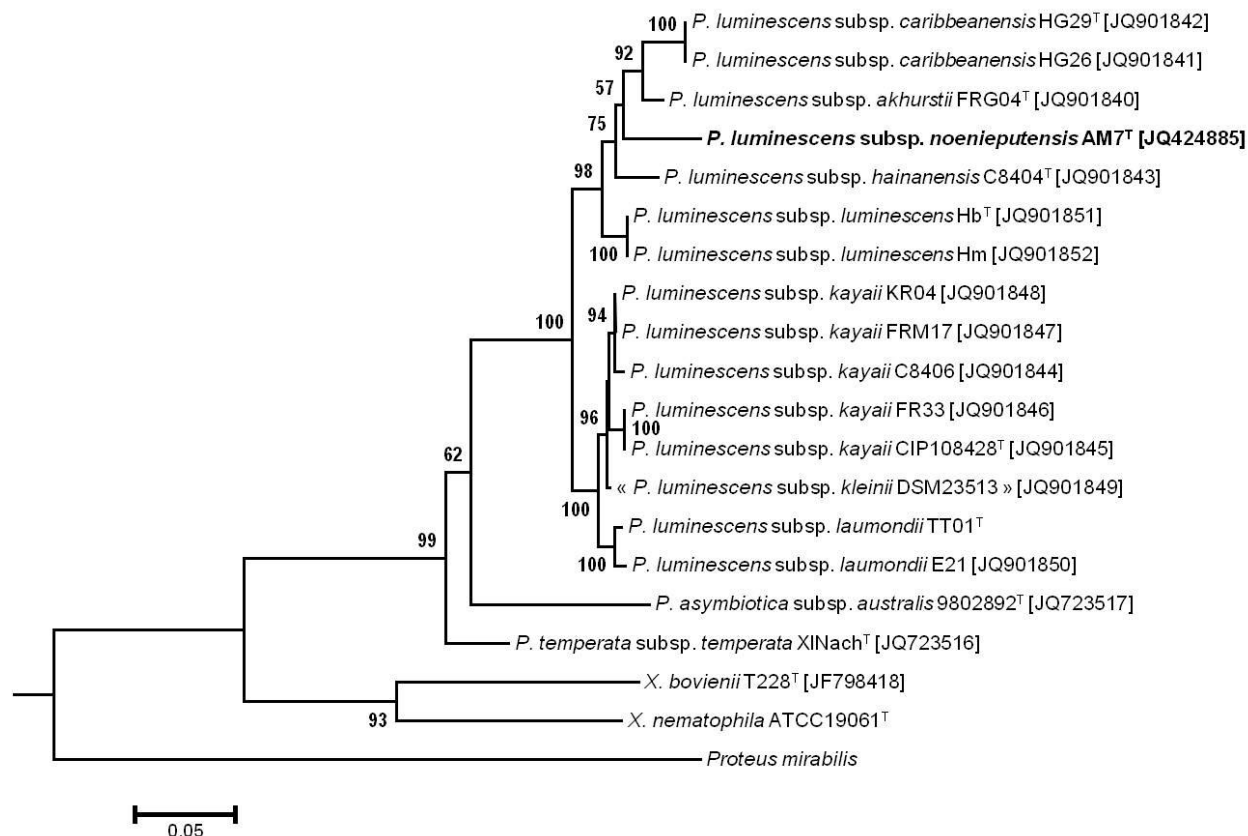 100 P. luminescens subsp. caribbeanensis HG29ᵀ [JQ901842]
P. luminescens subsp. caribbeanensis HG26 [JQ901841]
92
P. luminescens subsp. akhurstii FRG04ᵀ [JQ901840]
57
P. luminescens subsp. noenieputensis AM7ᵀ [JQ424885]
75
P. luminescens subsp. hainanensis C8404ᵀ [JQ901843]
98
P. luminescens subsp. luminescens Hbᵀ [JQ901851]
100 P. luminescens subsp. luminescens Hm [JQ901852]
P. luminescens subsp. kayaii KR04 [JQ901848]
94
100
P. luminescens subsp. kayaii FRM17 [JQ901847]
P. luminescens subsp. kayaii C8406 [JQ901844]
P. luminescens subsp. kayaii FR33 [JQ901846]
96
100
P. luminescens subsp. kayaii CIP108428ᵀ [JQ901845]
62
« P. luminescens subsp. kleinii DSM23513 » [JQ901849]
100
P. luminescens subsp. laumondii TT01ᵀ
99
100 P. luminescens subsp. laumondii E21 [JQ901850]
P. asymbiotica subsp. australis 9802892ᵀ [JQ723517]
P. temperata subsp. temperata XlNachᵀ [JQ723516]
X. bovienii T228ᵀ [JF798418]
93 X. nematophila ATCC19061ᵀ
Proteus mirabilis
0.05